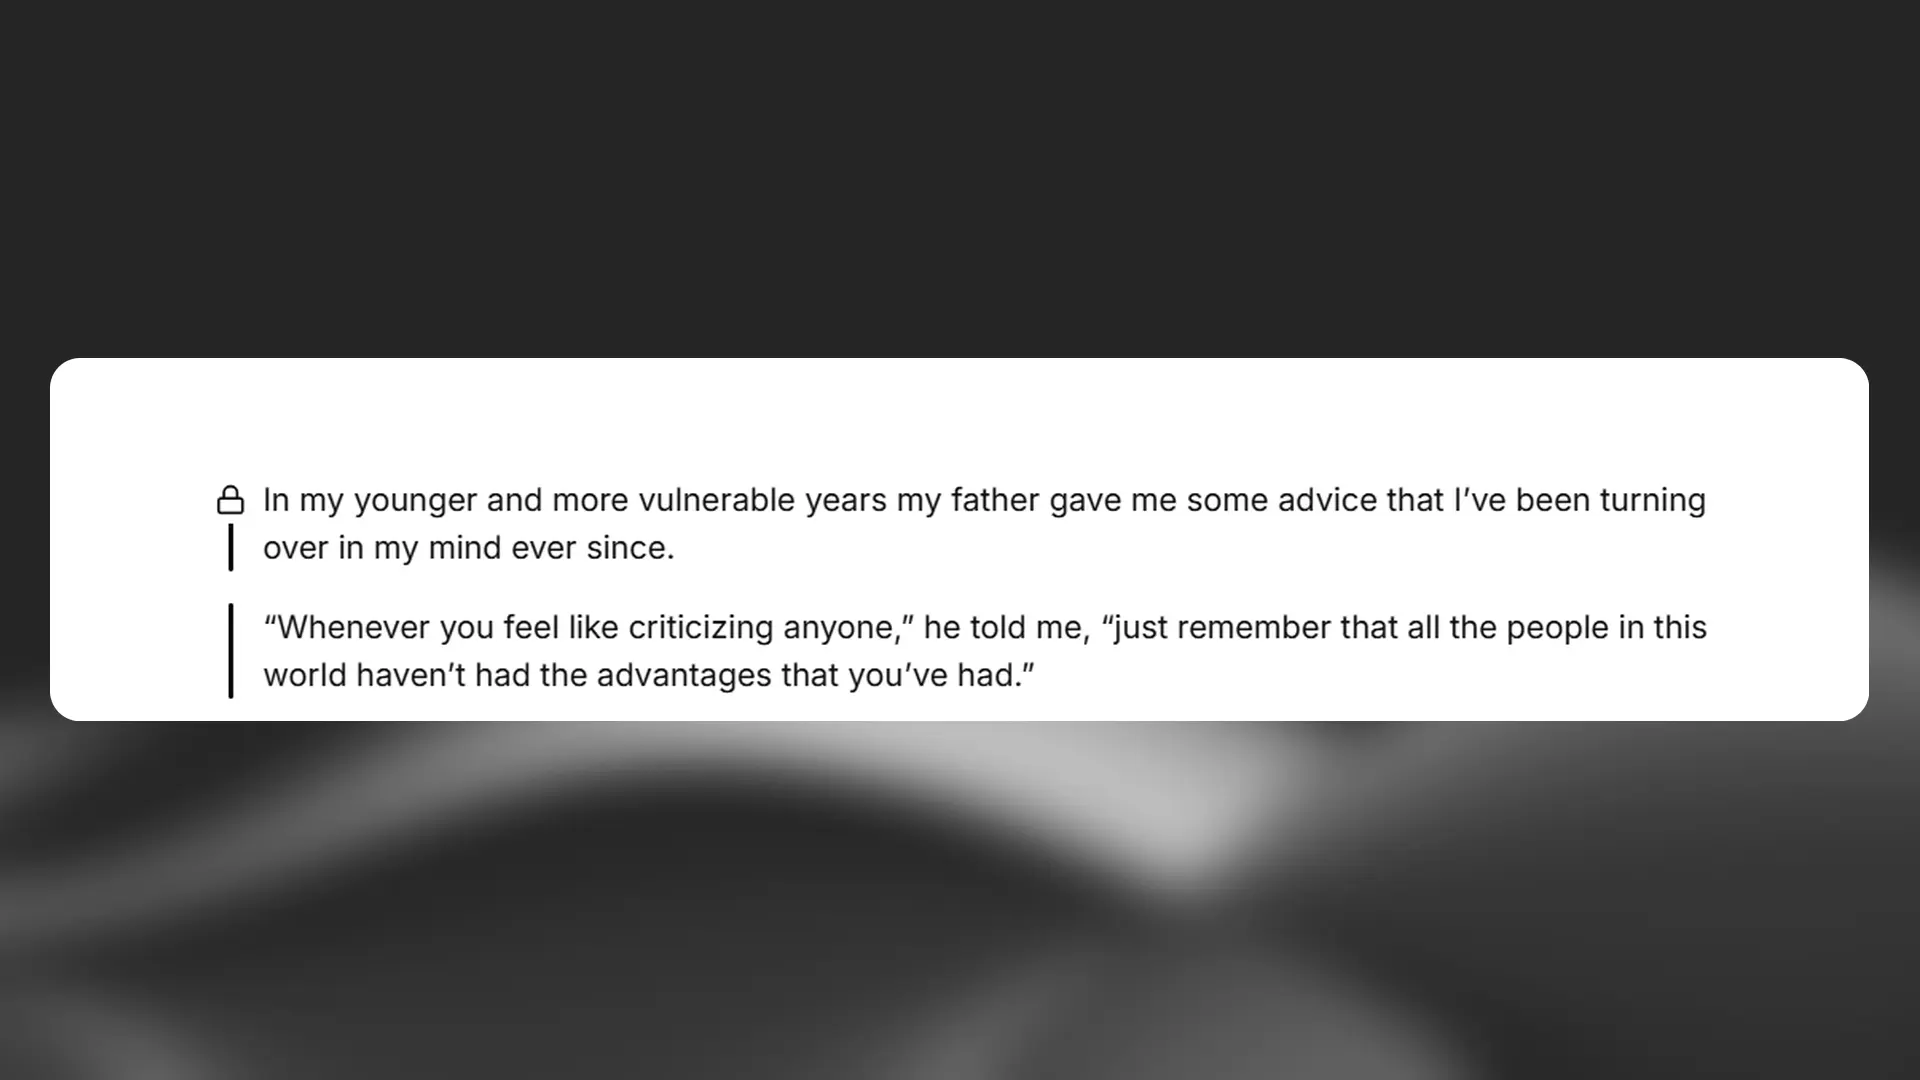 In my younger and more vulnerable years my father gave me some advice that I’ve been turning
over in my mind ever since.
“Whenever you feel like criticizing anyone,” he told me, “just remember that all the people in this
world haven’t had the advantages that you’ve had.”